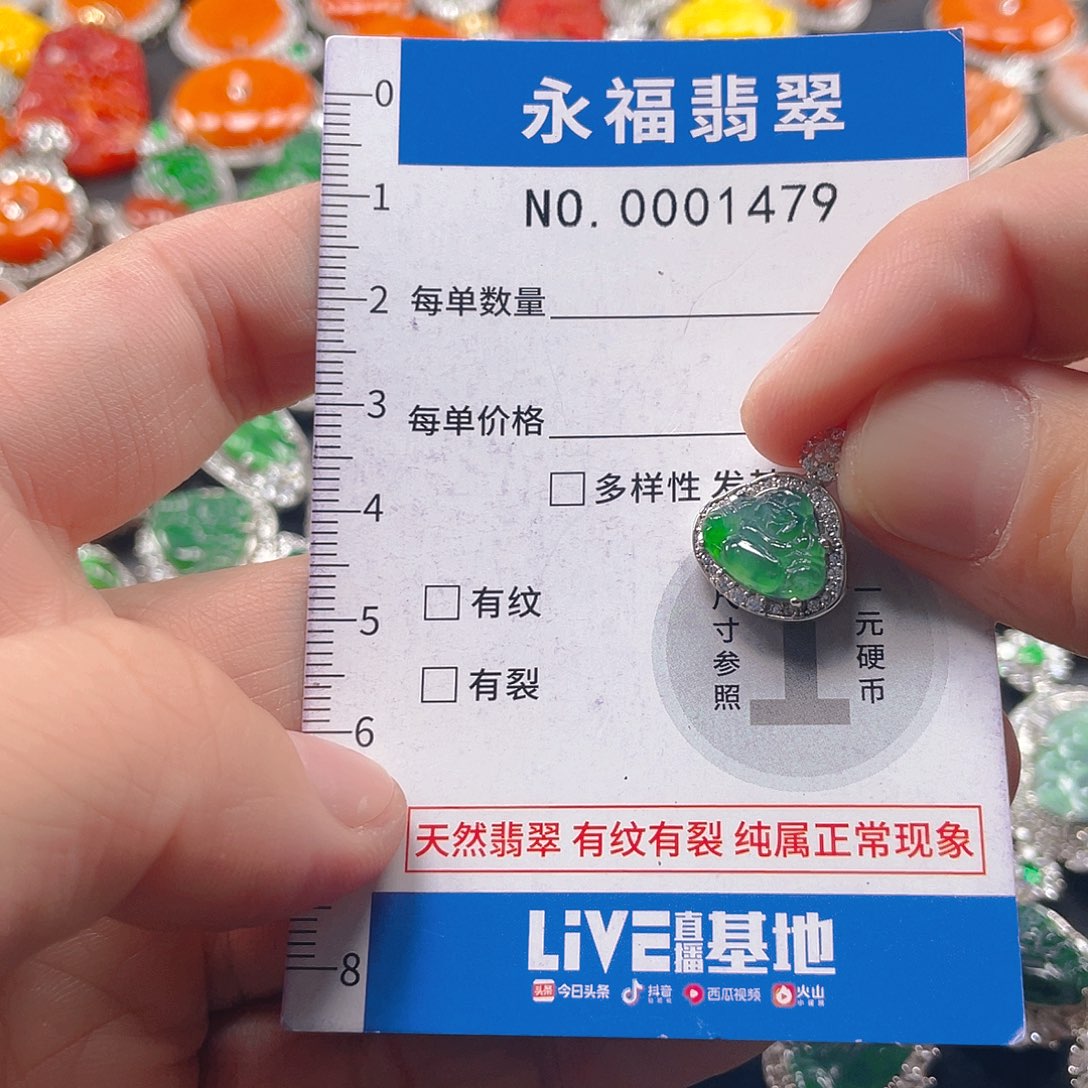 永福翡翠
NO. 0001479
0
1
2
3
4
5
6
8
每单数量
每单价格
多样性 发
有纹
有裂
尺寸参照
一元硬币
1
天然翡翠 有纹有裂 纯属正常现象
LiVE直播基地
头条 今日头条 抖音 西瓜视频 火山